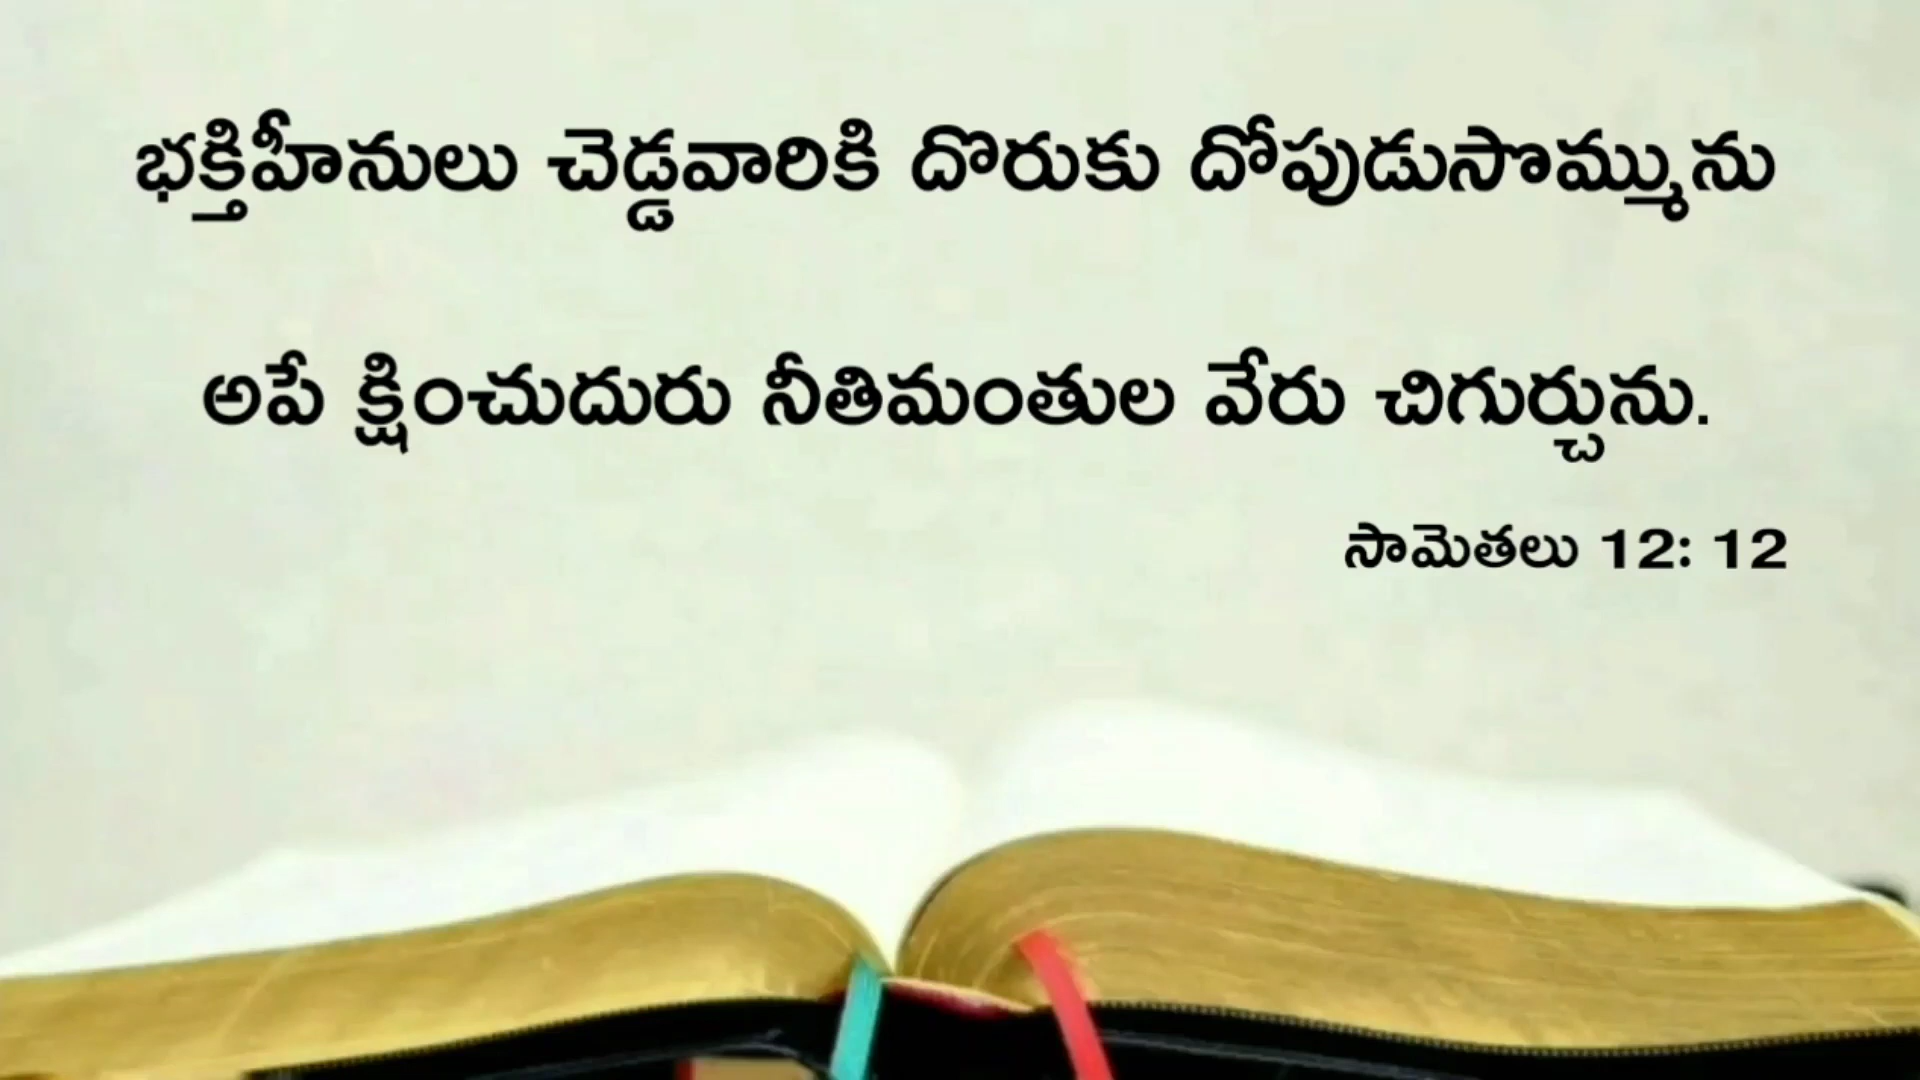 భక్తిహీనులు చెడ్డవారికి దొరుకు దోపుడుసొమ్మును
అపే క్షించుదురు నీతిమంతుల వేరు చిగుర్చును.
సామెతలు 12: 12